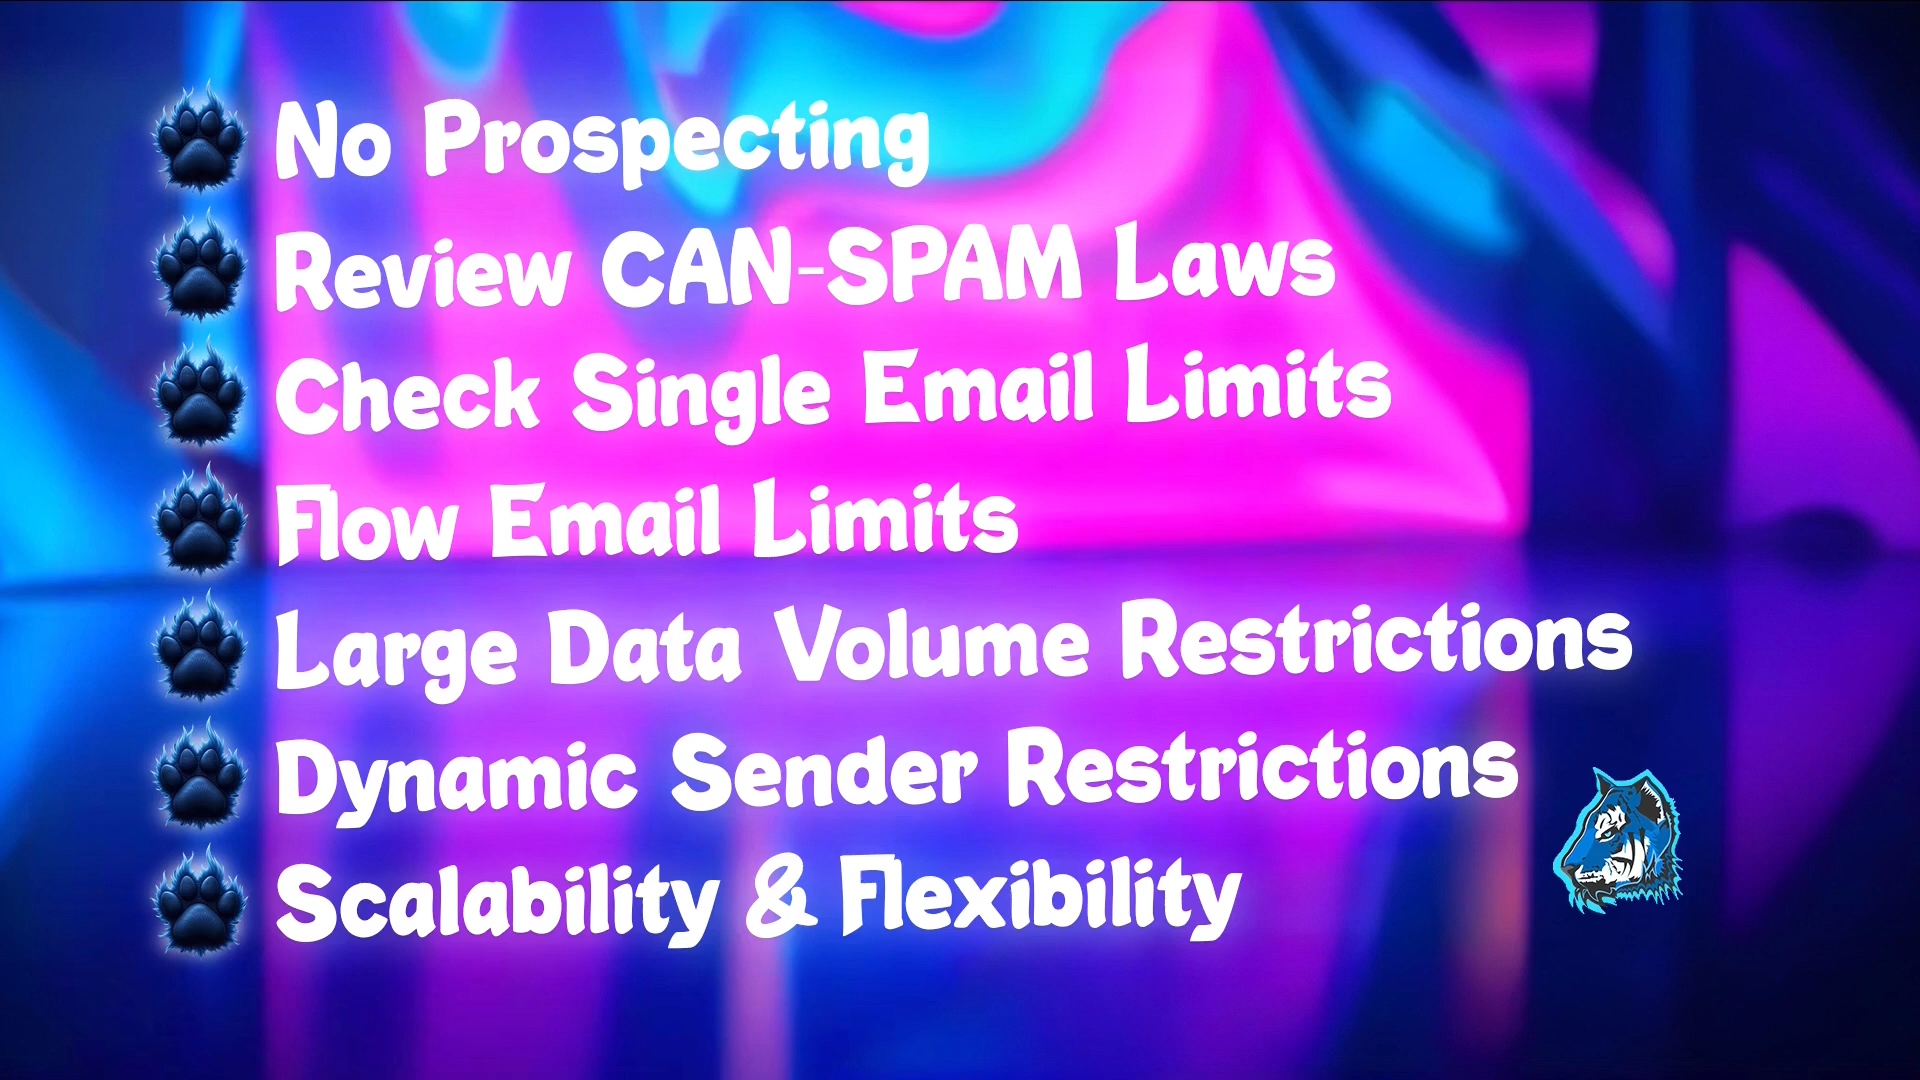 No Prospecting
Review CAN-SPAM Laws
Check Single Email Limits
Flow Email Limits
Large Data Volume Restrictions
Dynamic Sender Restrictions
Scalability & Flexibility